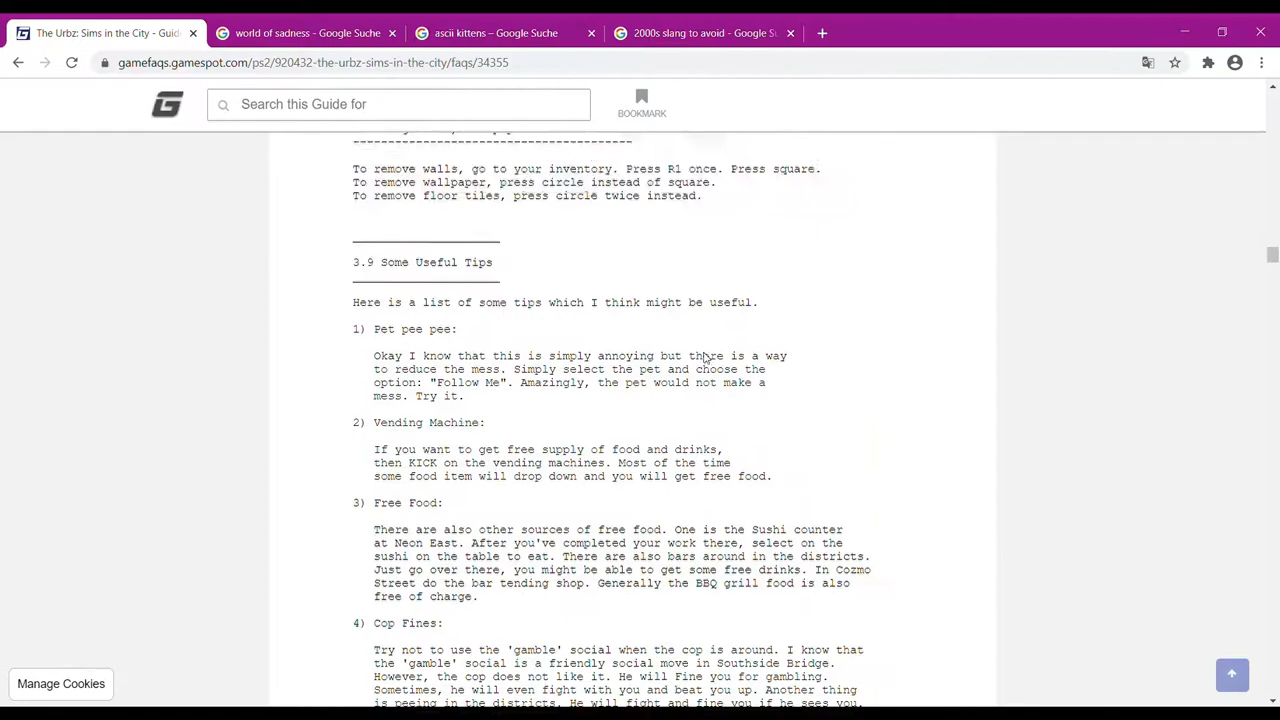 The Urbz: Sims in the City - Guid
world of sadness - Google Suche
ascii kittens – Google Suche
2000s slang to avoid - Google Su
gamefaqs.gamespot.com/ps2/920432-the-urbz-sims-in-the-city/faqs/34355
Search this Guide for
BOOKMARK
------------------------------------
To remove walls, go to your inventory. Press R1 once. Press square.
To remove wallpaper, press circle instead of square.
To remove floor tiles, press circle twice instead.
3.9 Some Useful Tips
Here is a list of some tips which I think might be useful.
1) Pet pee pee:
Okay I know that this is simply annoying but there is a way
to reduce the mess. Simply select the pet and choose the
option: "Follow Me". Amazingly, the pet would not make a
mess. Try it.
2) Vending Machine:
If you want to get free supply of food and drinks,
then KICK on the vending machines. Most of the time
some food item will drop down and you will get free food.
3) Free Food:
There are also other sources of free food. One is the Sushi counter
at Neon East. After you've completed your work there, select on the
sushi on the table to eat. There are also bars around in the districts.
Just go over there, you might be able to get some free drinks. In Cozmo
Street do the bar tending shop. Generally the BBQ grill food is also
free of charge.
4) Cop Fines:
Try not to use the 'gamble' social when the cop is around. I know that
the 'gamble' social is a friendly social move in Southside Bridge.
However, the cop does not like it. He will Fine you for gambling.
Sometimes, he will even fight with you and beat you up. Another thing
is peeing in the districts. He will fight and fine you if he sees you.
Manage Cookies